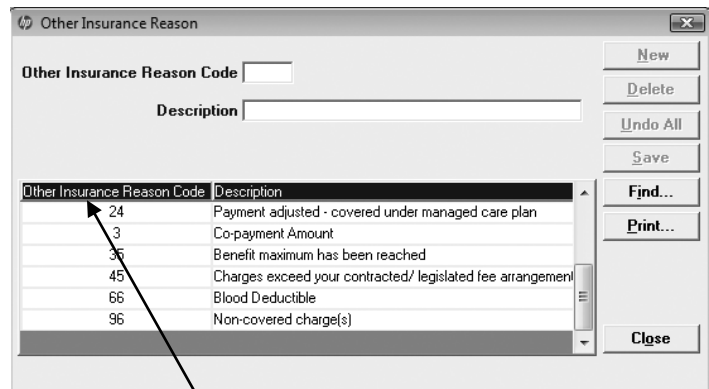 Other Insurance Reason
Other Insurance Reason Code
Description
New
Delete
Undo All
Save
Find...
Print...
Close
Other Insurance Reason Code Description
24 Payment adjusted - covered under managed care plan
3 Co-payment Amount
35 Benefit maximum has been reached
45 Charges exceed your contracted/ legislated fee arrangement
66 Blood Deductible
96 Non-covered charge(s)